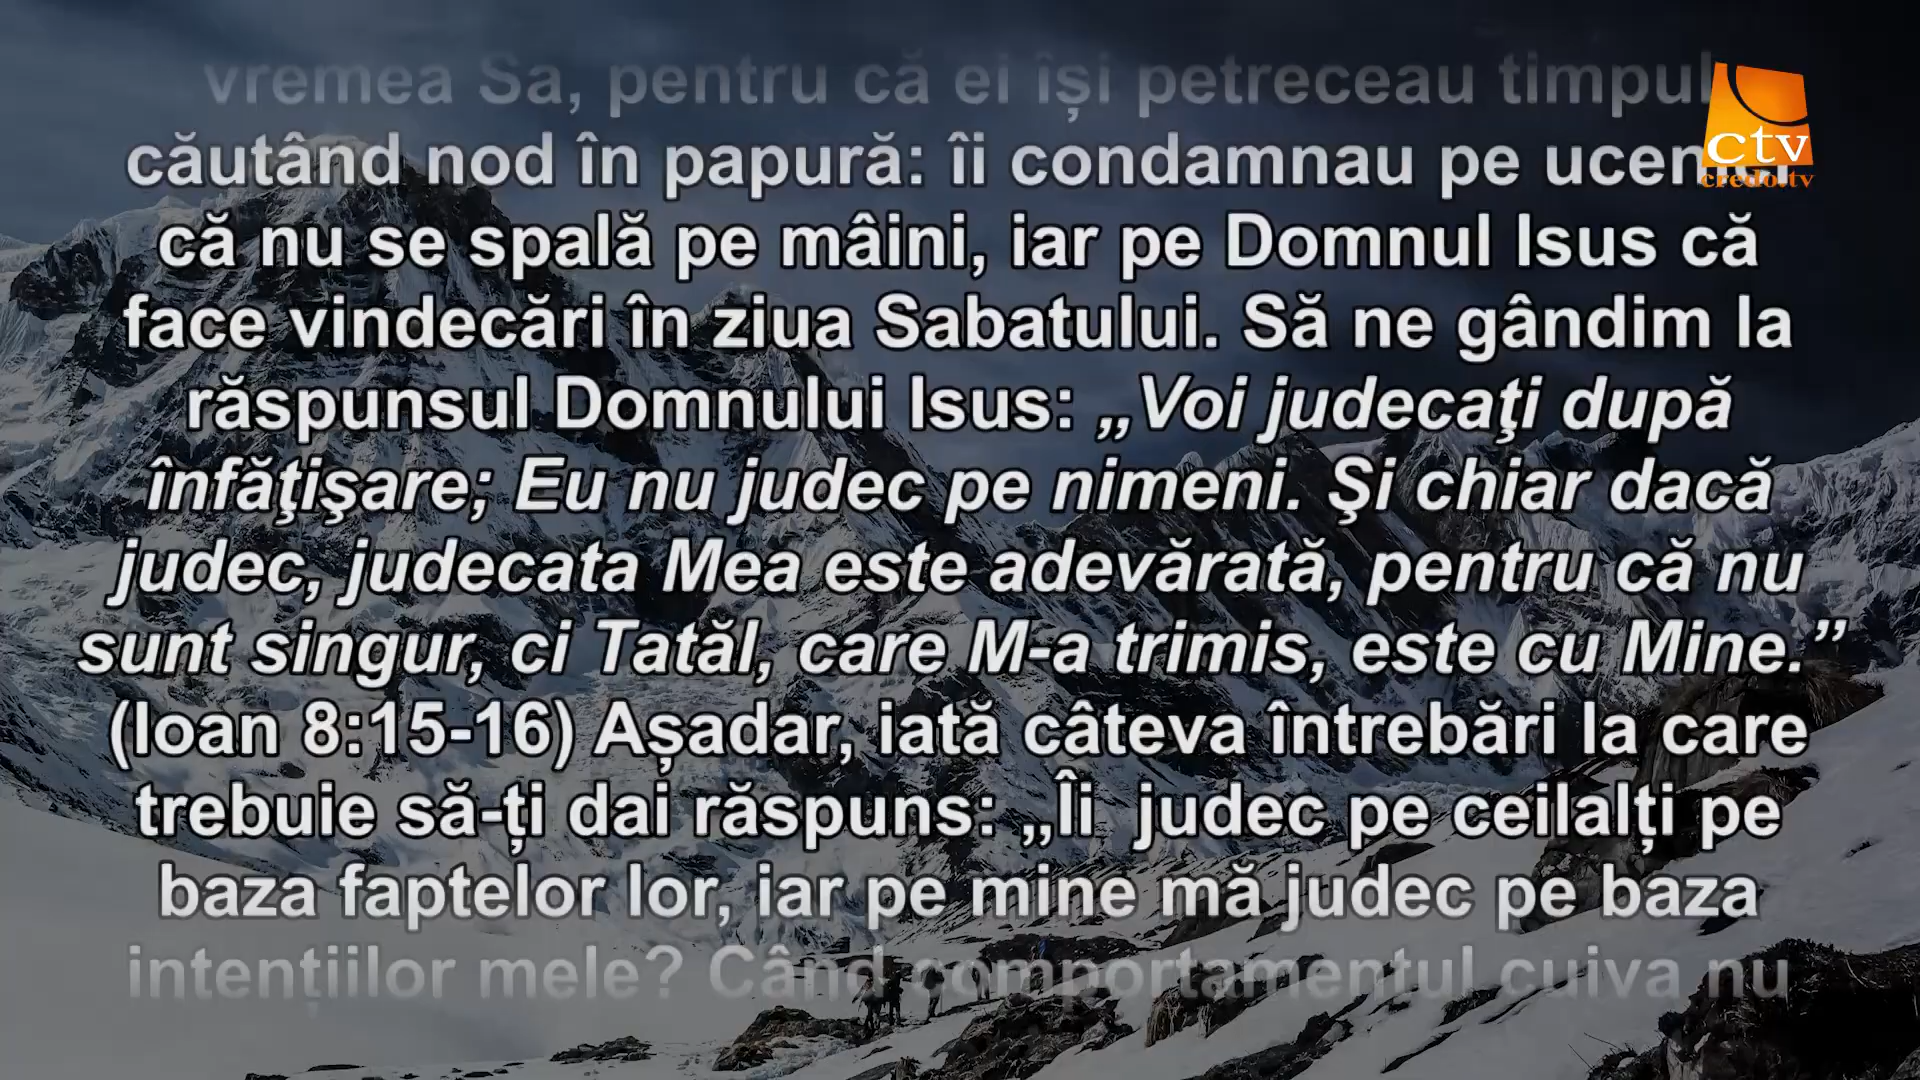 vremea Sa, pentru că ei își petreceau timpul
căutând nod în papură: îi condamnau pe ucenici
că nu se spală pe mâini, iar pe Domnul Isus că
face vindecări în ziua Sabatului. Să ne gândim la
răspunsul Domnului Isus: „Voi judecaţi după
înfăţişare; Eu nu judec pe nimeni. Şi chiar dacă
judec, judecata Mea este adevărată, pentru că nu
sunt singur, ci Tatăl, care M-a trimis, este cu Mine.”
(Ioan 8:15-16) Așadar, iată câteva întrebări la care
trebuie să-ți dai răspuns: „Îi judec pe ceilalți pe
baza faptelor lor, iar pe mine mă judec pe baza
intențiilor mele? Când comportamentul cuiva nu
ctv
credo.tv